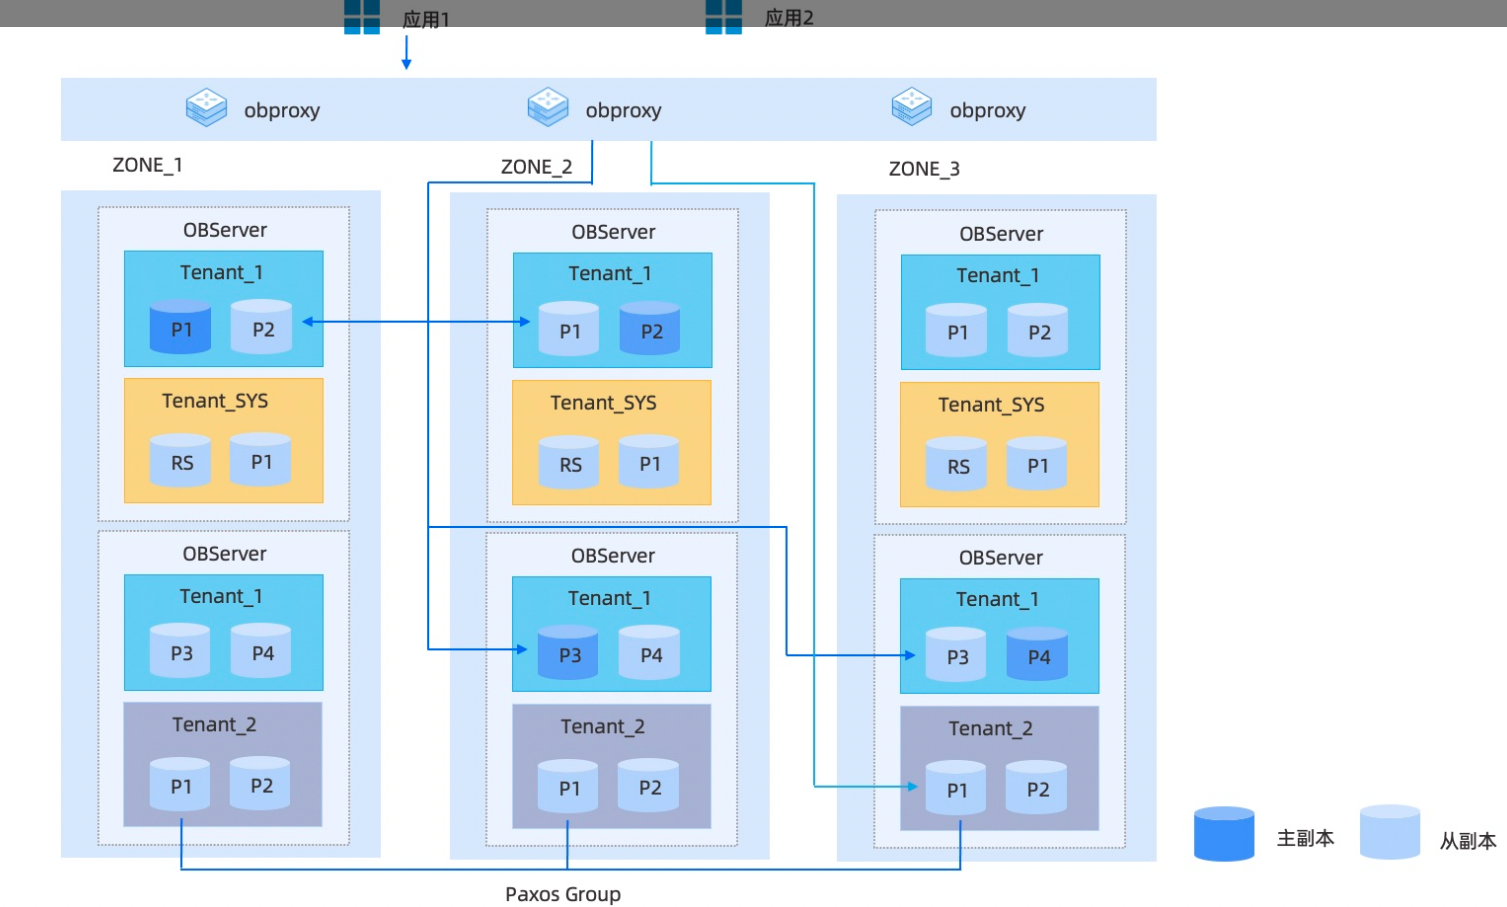 应用1
应用2
obproxy
obproxy
obproxy
ZONE_1
ZONE_2
ZONE_3
OBServer
OBServer
OBServer
Tenant_1
Tenant_1
Tenant_1
P1 P2
P1 P2
P1 P2
Tenant_SYS
Tenant_SYS
Tenant_SYS
RS P1
RS P1
RS P1
OBServer
OBServer
OBServer
Tenant_1
Tenant_1
Tenant_1
P3 P4
P3 P4
P3 P4
Tenant_2
Tenant_2
Tenant_2
P1 P2
P1 P2
P1 P2
主副本
从副本
Paxos Group